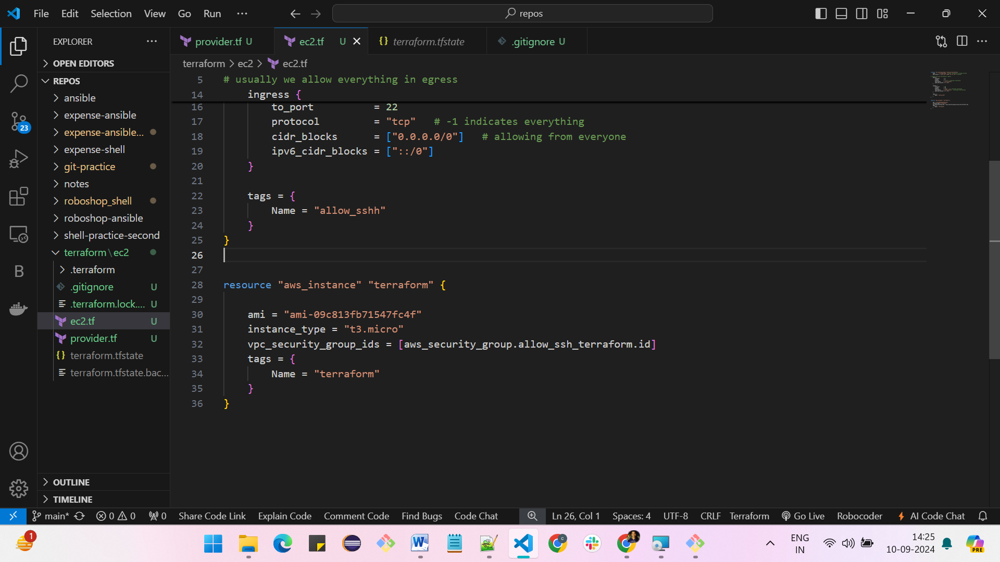 File Edit Selection View Go Run ···
repos
EXPLORER
OPEN EDITORS
REPOS
ansible
expense-ansible
expense-ansible...
expense-shell
git-practice
notes
roboshop_shell
roboshop-ansible
shell-practice-second
terraform\ec2
.terraform
.gitignore U
.terraform.lock.... U
ec2.tf U
provider.tf U
terraform.tfstate
terraform.tfstate.bac...
OUTLINE
TIMELINE
23
B
provider.tf U
ec2.tf U
terraform.tfstate
.gitignore U
terraform > ec2 > ec2.tf
5 # usually we allow everything in egress
14 ingress {
16 to_port = 22
17 protocol = "tcp" # -1 indicates everything
18 cidr_blocks = ["0.0.0.0/0"] # allowing from everyone
19 ipv6_cidr_blocks = ["::/0"]
20 }
21
22 tags = {
23 Name = "allow_sshh"
24 }
25 }
26
27
28 resource "aws_instance" "terraform" {
29
30 ami = "ami-09c813fb71547fc4f"
31 instance_type = "t3.micro"
32 vpc_security_group_ids = [aws_security_group.allow_ssh_terraform.id]
33 tags = {
34 Name = "terraform"
35 }
36 }
main* 0 0 0 Share Code Link Explain Code Comment Code Find Bugs Code Chat Ln 26, Col 1 Spaces: 4 UTF-8 CRLF Terraform Go Live Robocoder AI Code Chat
1
ENG
IN
14:25
10-09-2024
PRE